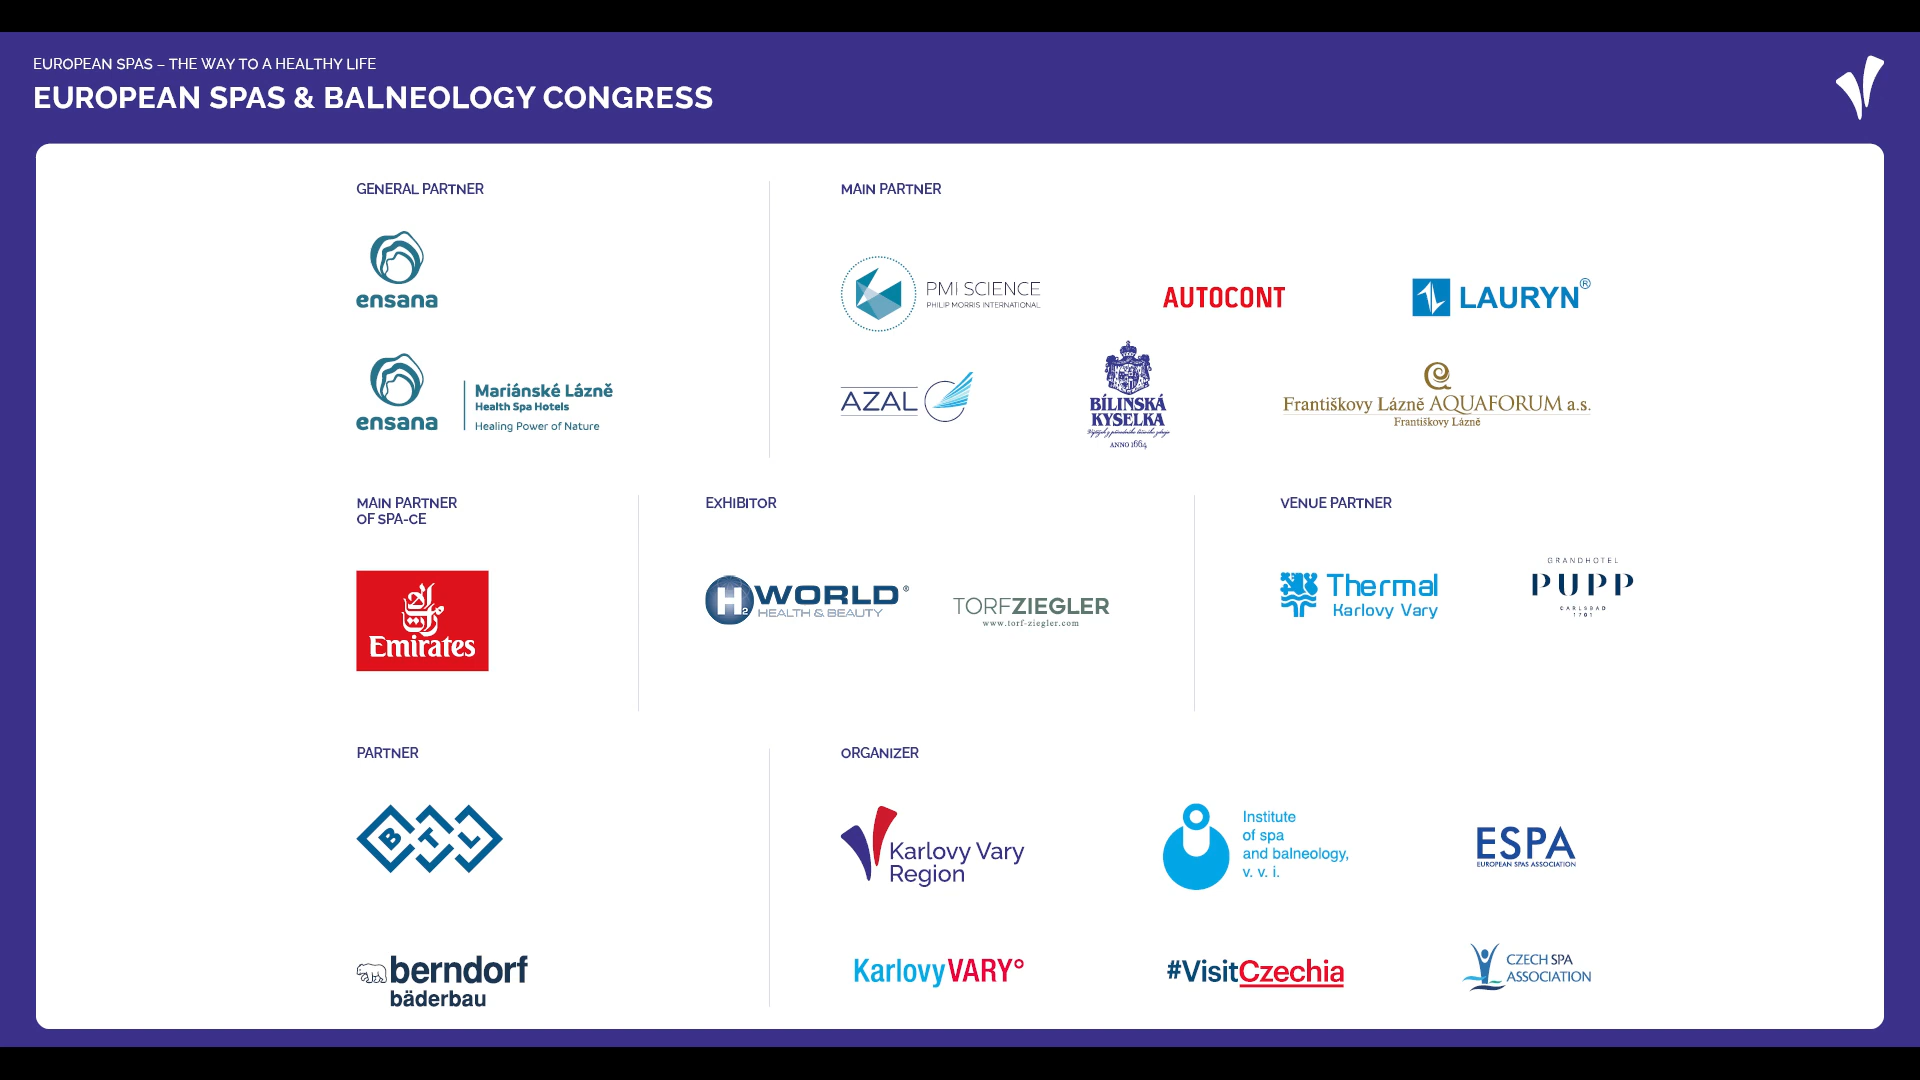 EUROPEAN SPAS – THE WAY TO A HEALTHY LIFE
EUROPEAN SPAS & BALNEOLOGY CONGRESS
GENERAL PARTNER
ensana
ensana
Mariánské Lázně
Health Spa Hotels
Healing Power of Nature
MAIN PARTNER
PMI SCIENCE
PHILIP MORRIS INTERNATIONAL
AUTOCONT
LAURYN®
AZAL
BÍLINSKÁ
KYSELKA
ANNO 1664
Františkovy Lázně AQUAFORUM a.s.
Františkovy Lázně
MAIN PARTNER
OF SPA-CE
Emirates
EXHIBITOR
H2 WORLD®
HEALTH & BEAUTY
TORFZIEGLER
www.torf-ziegler.com
VENUE PARTNER
Thermal
Karlovy Vary
GRANDHOTEL
PUPP
CARLSBAD
1701
PARTNER
BTL
berndorf
bäderbau
ORGANIZER
Karlovy Vary
Region
Institute
of spa
and balneology,
v. v. i.
ESPA
EUROPEAN SPAS ASSOCIATION
KarlovyVARY°
#VisitCzechia
CZECH SPA
ASSOCIATION